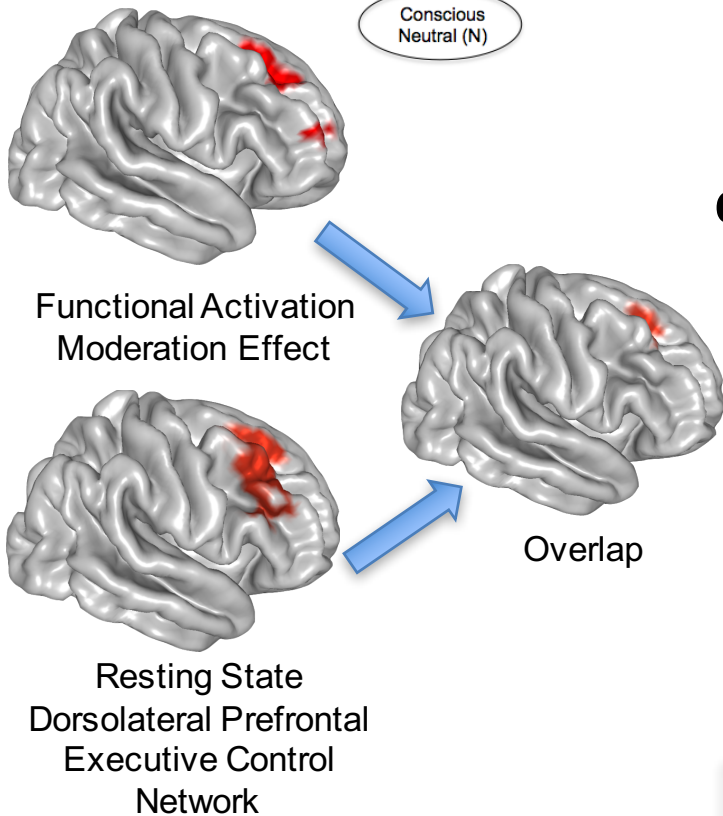 Conscious
Neutral (N)
Functional Activation
Moderation Effect
Overlap
Resting State
Dorsolateral Prefrontal
Executive Control
Network